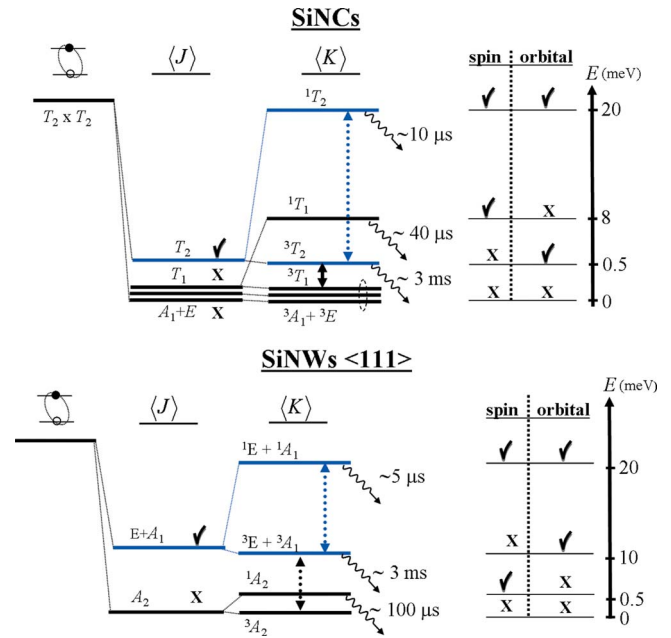 SiNCs
⟨J⟩ ⟨K⟩ spin orbital E (meV)
T₂ x T₂ ¹T₂ ✓ ✓ 20
~10 μs
¹T₁ ✓ X 8
~40 μs
T₂ ✓ ³T₂ X ✓ 0.5
T₁ X ³T₁ ~3 ms
A₁+E X ³A₁+ ³E X X 0
SiNWs <111>
⟨J⟩ ⟨K⟩ spin orbital E (meV)
¹E + ¹A₁ ✓ ✓ 20
~5 μs
E+A₁ ✓ ³E + ³A₁ X ✓ 10
~ 3 ms
A₂ X ¹A₂ ✓ X 0.5
~ 100 μs
³A₂ X X 0